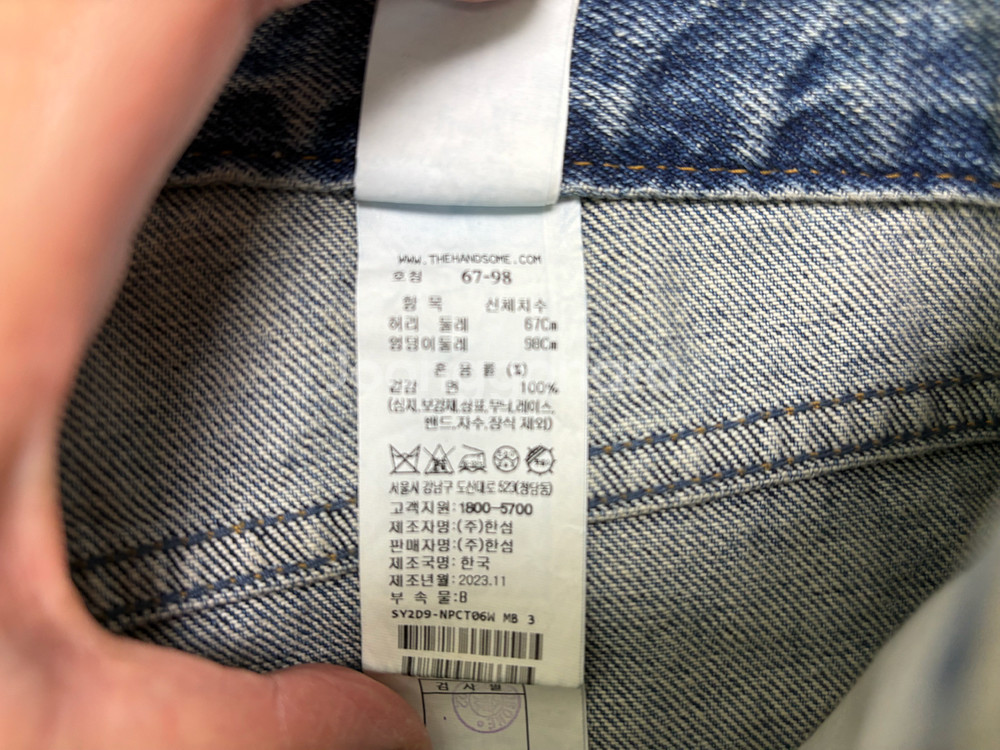 WWW.THEHANDSOME.COM
호칭 67-98
항 목 신체치수
허리 둘레 67Cm
엉덩이둘레 98Cm
혼 용 률 (%)
겉감 면 100%
(심지,보강재,상표,무늬,레이스,
밴드,자수,장식 제외)
서울시 강남구 도산대로 523(청담동)
고객지원:1800-5700
제조자명:(주)한섬
판매자명:(주)한섬
제조국명: 한국
제조년월:2023.11
부 속 물:B
SY2D9-NPCT06W MB 3
검 사 필